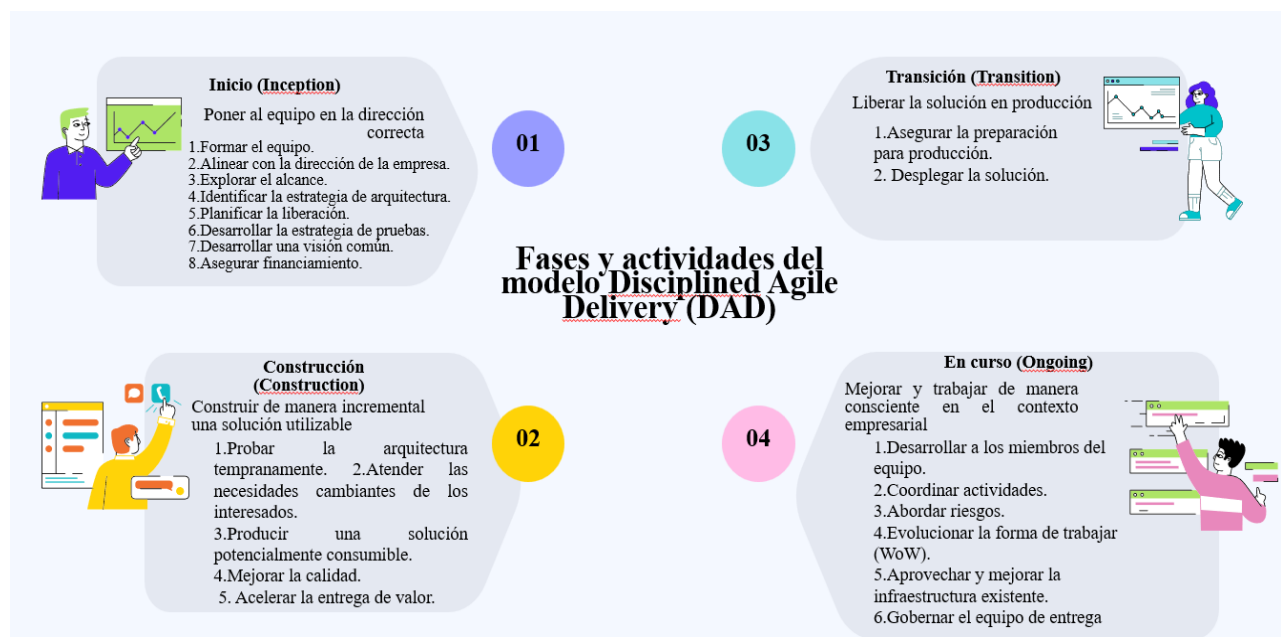 Inicio (Inception)
Poner al equipo en la dirección
correcta
1.Formar el equipo.
2.Alinear con la dirección de la empresa.
3.Explorar el alcance.
4.Identificar la estrategia de arquitectura.
5.Planificar la liberación.
6.Desarrollar la estrategia de pruebas.
7.Desarrollar una visión común.
8.Asegurar financiamiento.
01
03
Transición (Transition)
Liberar la solución en producción
1.Asegurar la preparación
para producción.
2. Desplegar la solución.
Fases y actividades del
modelo Disciplined Agile
Delivery (DAD)
Construcción
(Construction)
Construir de manera incremental
una solución utilizable
1.Probar la arquitectura
tempranamente. 2.Atender las
necesidades cambiantes de los
interesados.
3.Producir una solución
potencialmente consumible.
4.Mejorar la calidad.
5. Acelerar la entrega de valor.
02
04
En curso (Ongoing)
Mejorar y trabajar de manera
consciente en el contexto
empresarial
1.Desarrollar a los miembros del
equipo.
2.Coordinar actividades.
3.Abordar riesgos.
4.Evolucionar la forma de trabajar
(WoW).
5.Aprovechar y mejorar la
infraestructura existente.
6.Gobernar el equipo de entrega